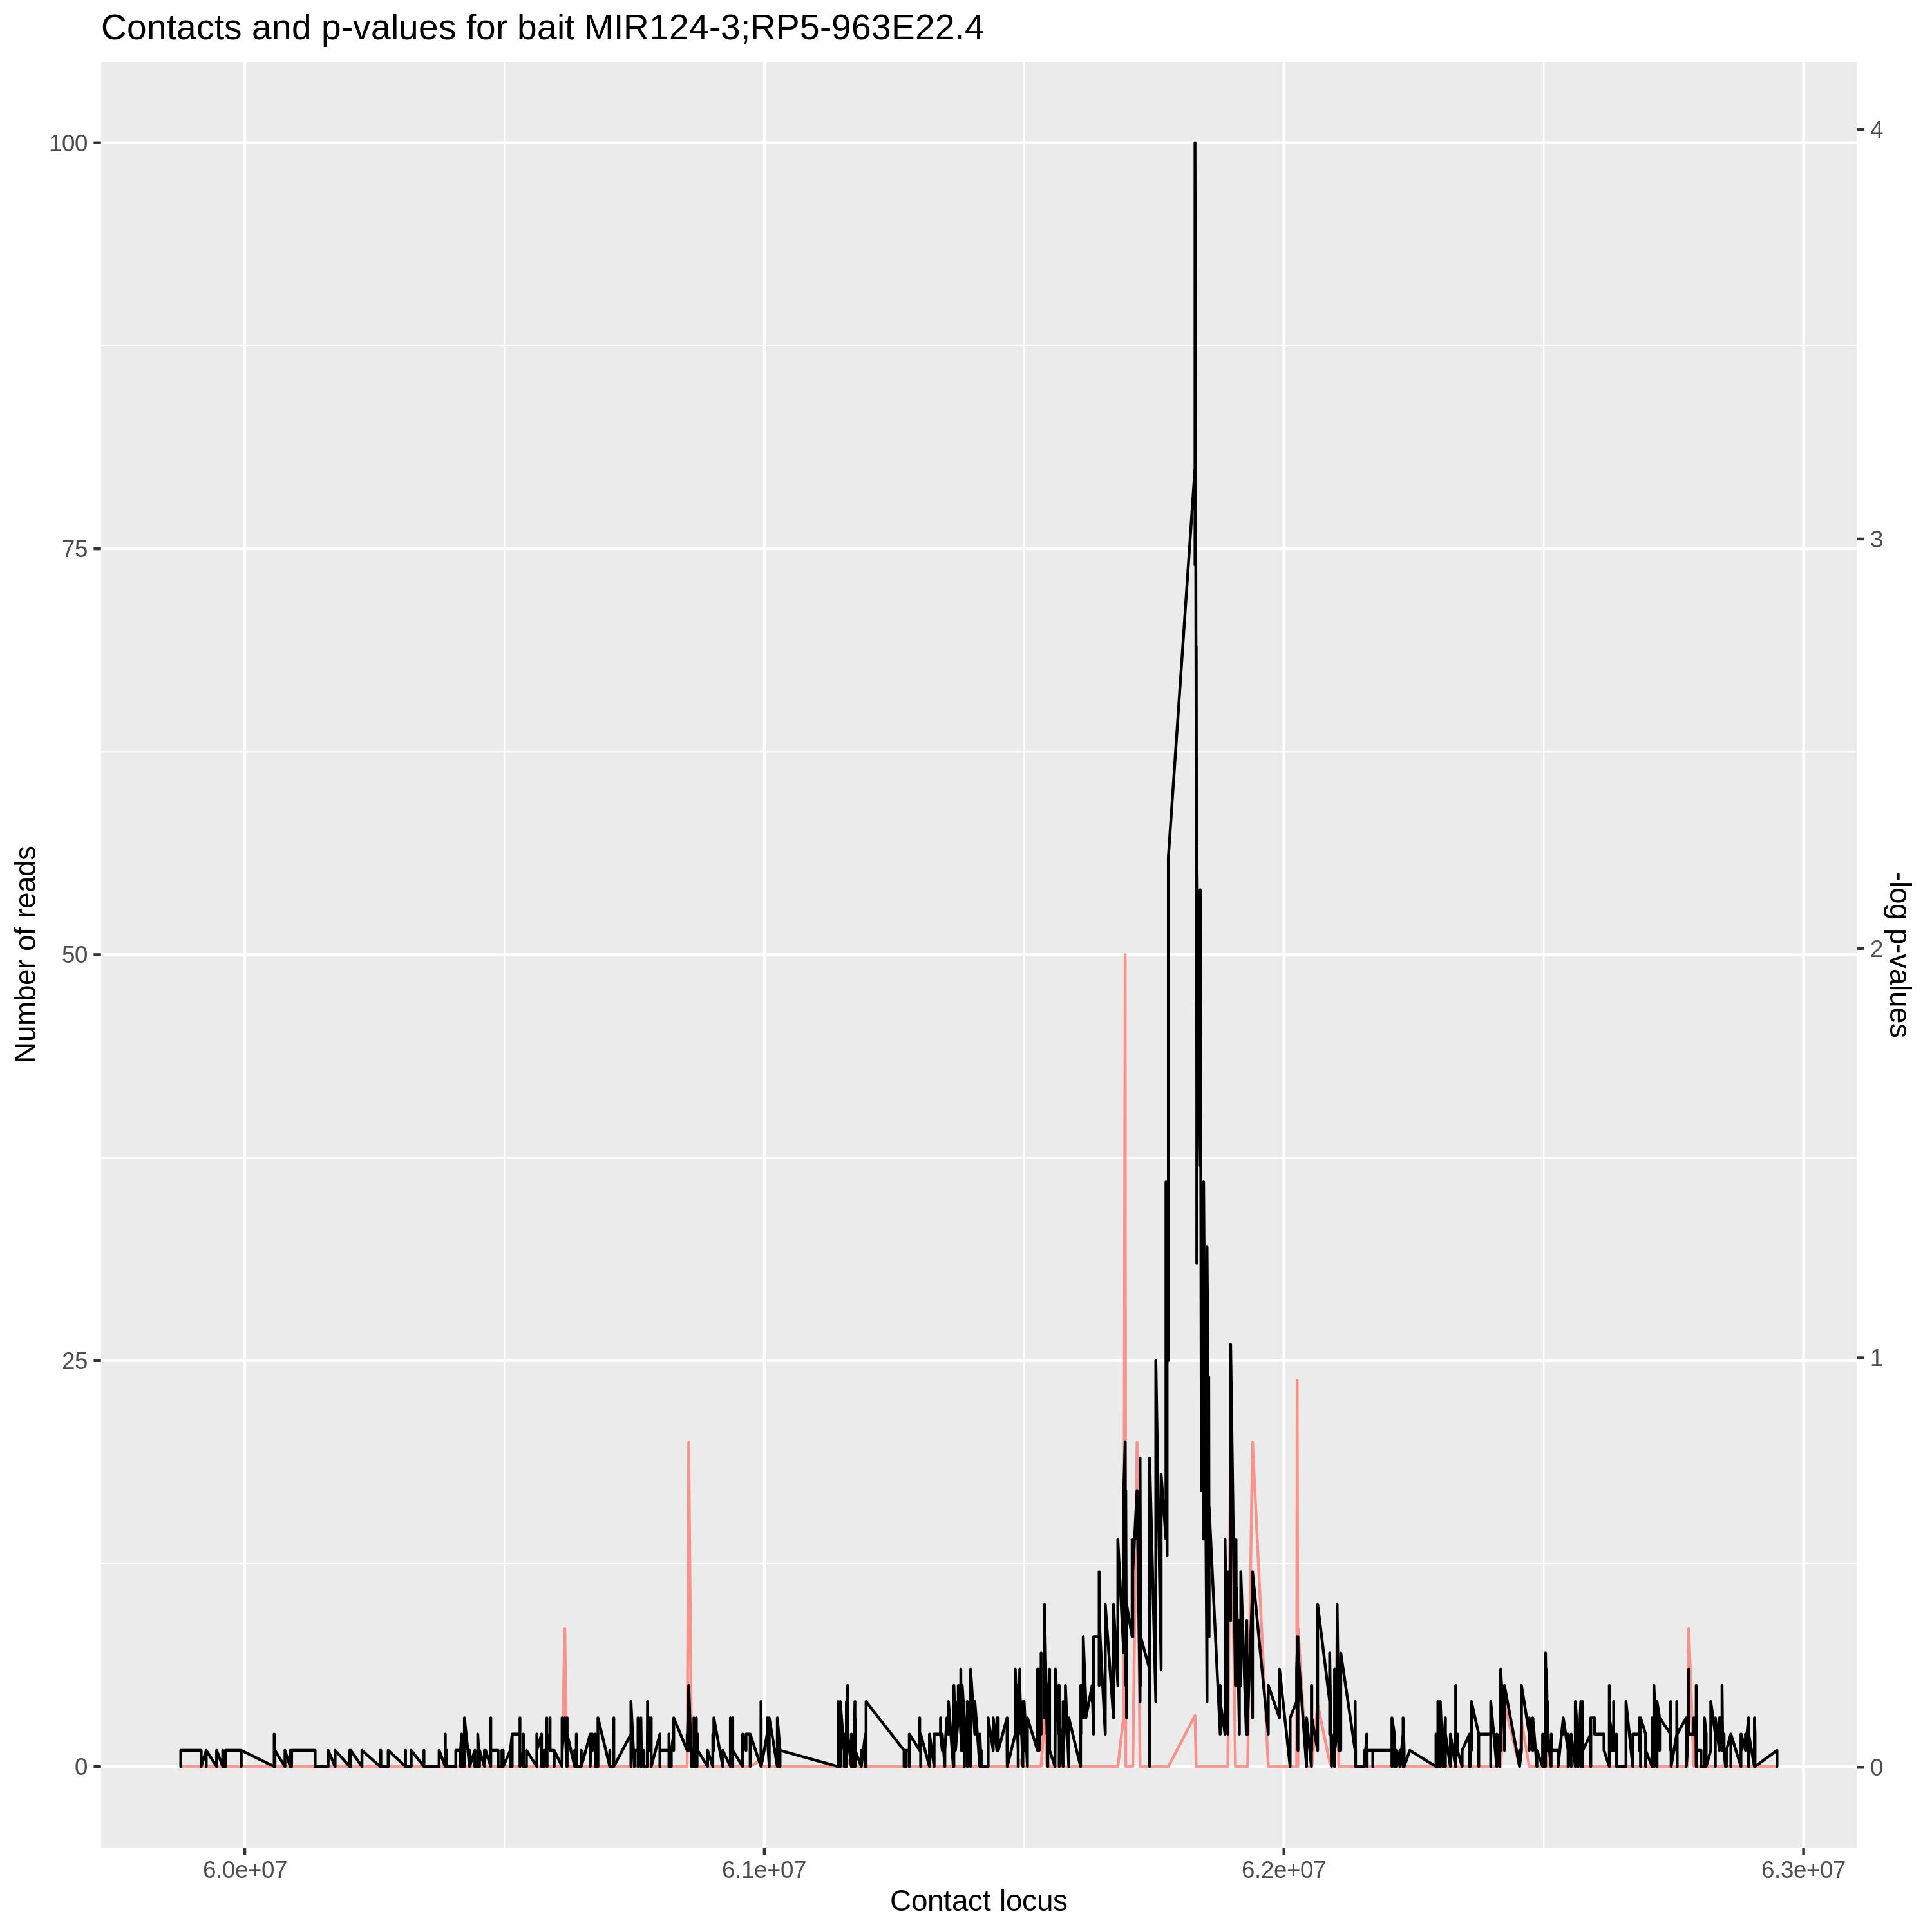 Contacts and p-values for bait MIR124-3;RP5-963E22.4
100
75
50
25
0
4
3
2
1
0
Number of reads
-log p-values
6.0e+07
6.1e+07
6.2e+07
6.3e+07
Contact locus